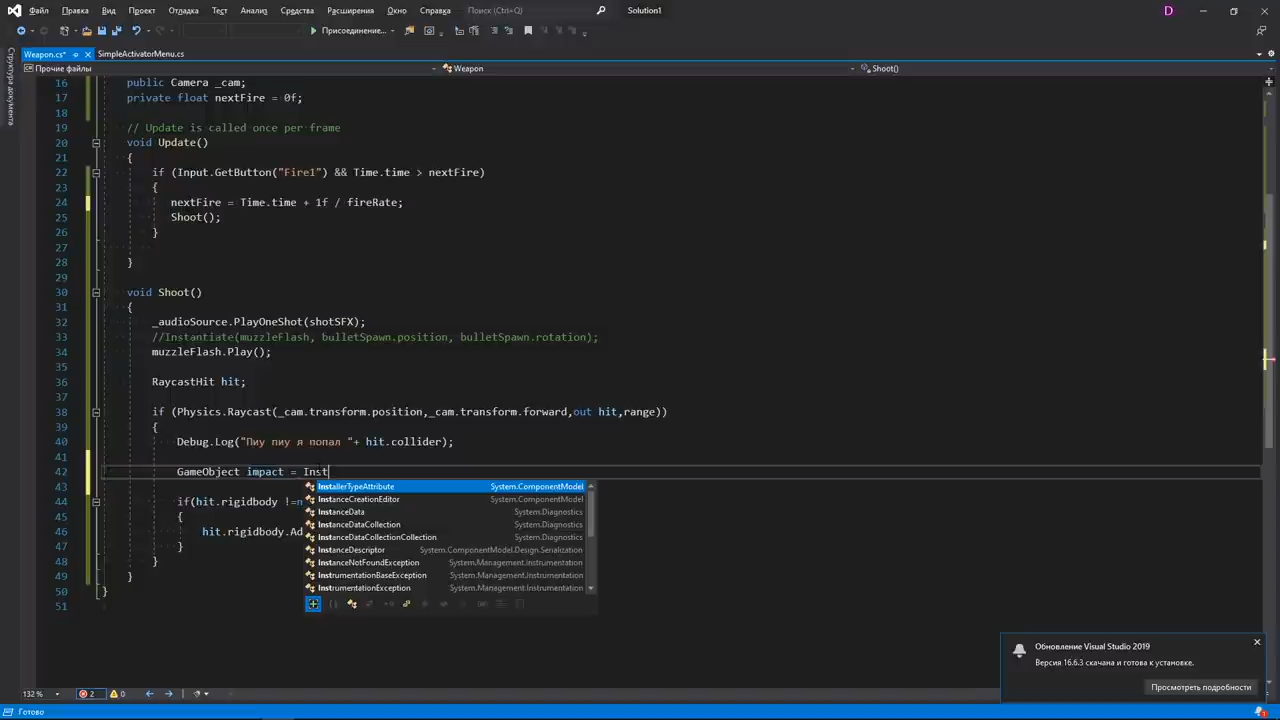 Файл Правка Вид Проект Отладка Тест Анализ Средства Расширения Окно Справка Поиск (Ctrl+Q) Solution1 D
Присоединение...
Weapon.cs* SimpleActivatorMenu.cs
Прочие файлы Weapon Shoot()
Структура документа
16 public Camera _cam;
17 private float nextFire = 0f;
18
19 // Update is called once per frame
20 void Update()
21 {
22 if (Input.GetButton("Fire1") && Time.time > nextFire)
23 {
24 nextFire = Time.time + 1f / fireRate;
25 Shoot();
26 }
27
28 }
29
30 void Shoot()
31 {
32 _audioSource.PlayOneShot(shotSFX);
33 //Instantiate(muzzleFlash, bulletSpawn.position, bulletSpawn.rotation);
34 muzzleFlash.Play();
35
36 RaycastHit hit;
37
38 if (Physics.Raycast(_cam.transform.position,_cam.transform.forward,out hit,range))
39 {
40 Debug.Log("Пиу пиу я попал "+ hit.collider);
41
42 GameObject impact = Inst
43
44 if(hit.rigidbody !=n
45 {
46 hit.rigidbody.Ad
47 }
48 }
49 }
50 }
51
InstallerTypeAttribute System.ComponentModel
InstanceCreationEditor System.ComponentModel
InstanceData System.Diagnostics
InstanceDataCollection System.Diagnostics
InstanceDataCollectionCollection System.Diagnostics
InstanceDescriptor System.ComponentModel.Design.Serialization
InstanceNotFoundException System.Management.Instrumentation
InstrumentationBaseException System.Management.Instrumentation
InstrumentationException System.Management.Instrumentation
Обновление Visual Studio 2019
Версия 16.6.3 скачана и готова к установке.
Просмотреть подробности
132 % 2 0
Готово 1